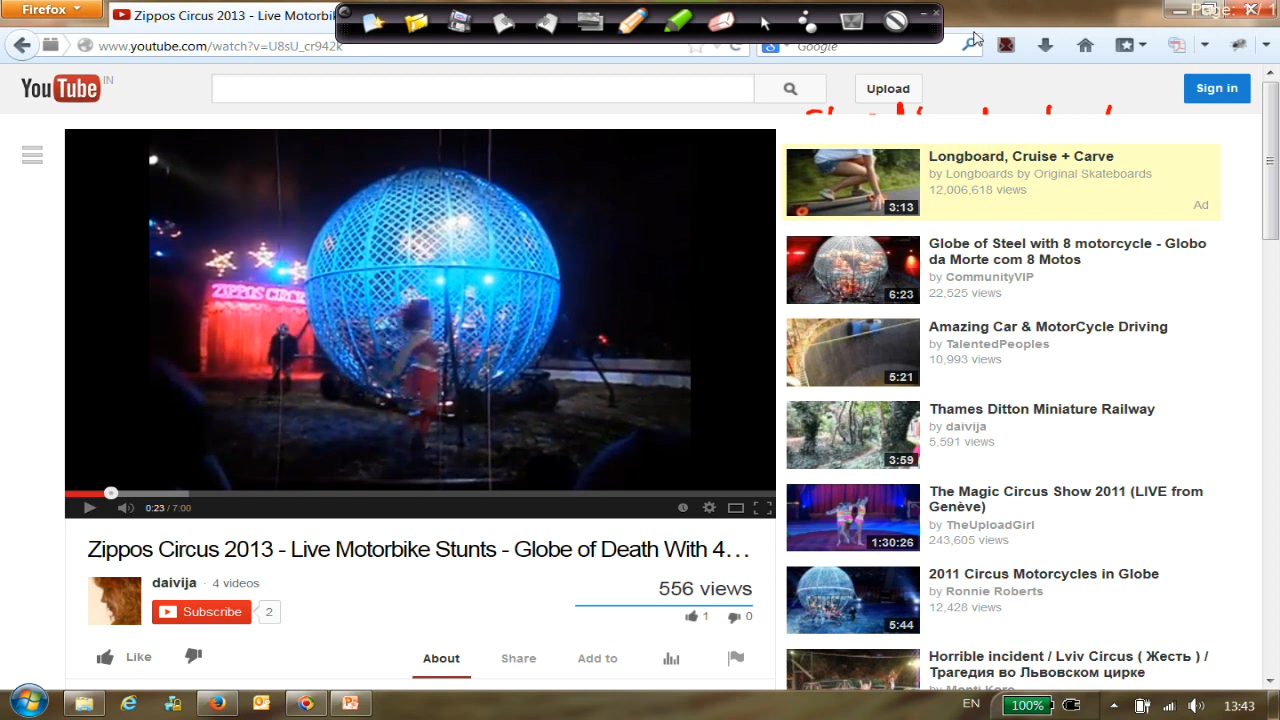 Firefox
Zippos Circus 2013 - Live Motorbi
Page: 1/ 1
www.youtube.com/watch?v=U8sU_cr942k
Google
YouTube IN
Upload
Sign in
ZIPPOS CIRC
0:23 / 7:00
Zippos Circus 2013 - Live Motorbike Stunts - Globe of Death With 4…
daivija · 4 videos
Subscribe 2
556 views
1 0
Like
About
Share
Add to
3:13
Longboard, Cruise + Carve
by Longboards by Original Skateboards
12,006,618 views
Ad
6:23
Globe of Steel with 8 motorcycle - Globo
da Morte com 8 Motos
by CommunityVIP
22,525 views
5:21
Amazing Car & MotorCycle Driving
by TalentedPeoples
10,993 views
3:59
Thames Ditton Miniature Railway
by daivija
5,591 views
1:30:26
The Magic Circus Show 2011 (LIVE from
Genève)
by TheUploadGirl
243,605 views
5:44
2011 Circus Motorcycles in Globe
by Ronnie Roberts
12,428 views
Horrible incident / Lviv Circus ( Жесть ) /
Трагедия во Львовском цирке
EN
100%
13:43